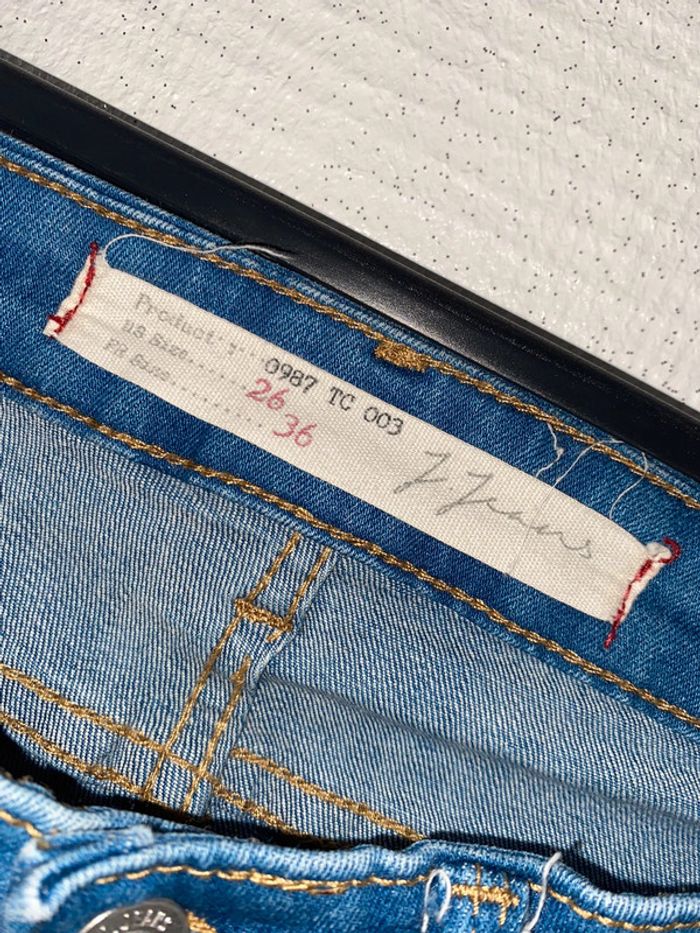 Product : 0987 TC 003
US Size........26
FR Size...........36
J Jeans